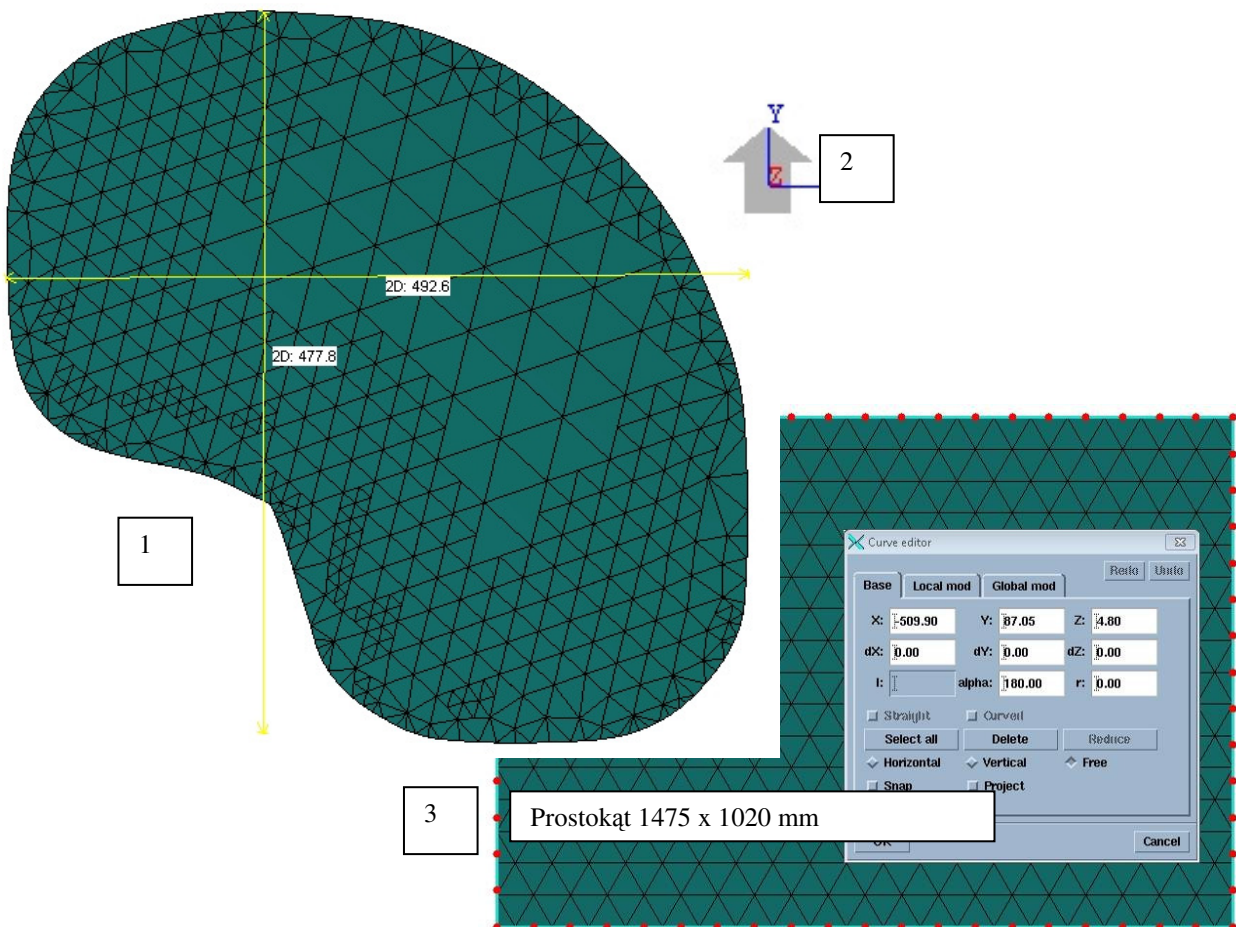 Y
Z
2
2D: 492.6
2D: 477.8
1
Curve editor
Redo Undo
Base Local mod Global mod
X: -509.90 Y: 87.05 Z: 4.80
dX: 0.00 dY: 0.00 dZ: 0.00
l: alpha: 180.00 r: 0.00
Straight Curved
Select all Delete Reduce
Horizontal Vertical Free
Snap Project
3
Prostokąt 1475 x 1020 mm
OK Cancel